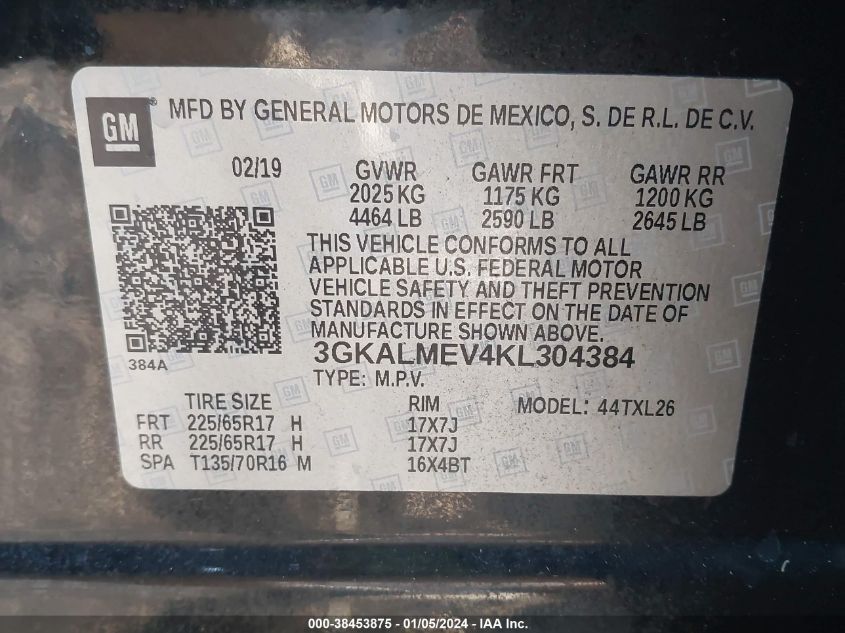 GM
MFD BY GENERAL MOTORS DE MEXICO, S. DE R.L. DE C.V.
02/19 GVWR GAWR FRT GAWR RR
2025 KG 1175 KG 1200 KG
4464 LB 2590 LB 2645 LB
THIS VEHICLE CONFORMS TO ALL
APPLICABLE U.S. FEDERAL MOTOR
VEHICLE SAFETY AND THEFT PREVENTION
STANDARDS IN EFFECT ON THE DATE OF
MANUFACTURE SHOWN ABOVE.
384A
3GKALMEV4KL304384
TYPE: M.P.V.
TIRE SIZE RIM MODEL: 44TXL26
FRT 225/65R17 H 17X7J
RR 225/65R17 H 17X7J
SPA T135/70R16 M 16X4BT
000-38453875 - 01/05/2024 - IAA Inc.